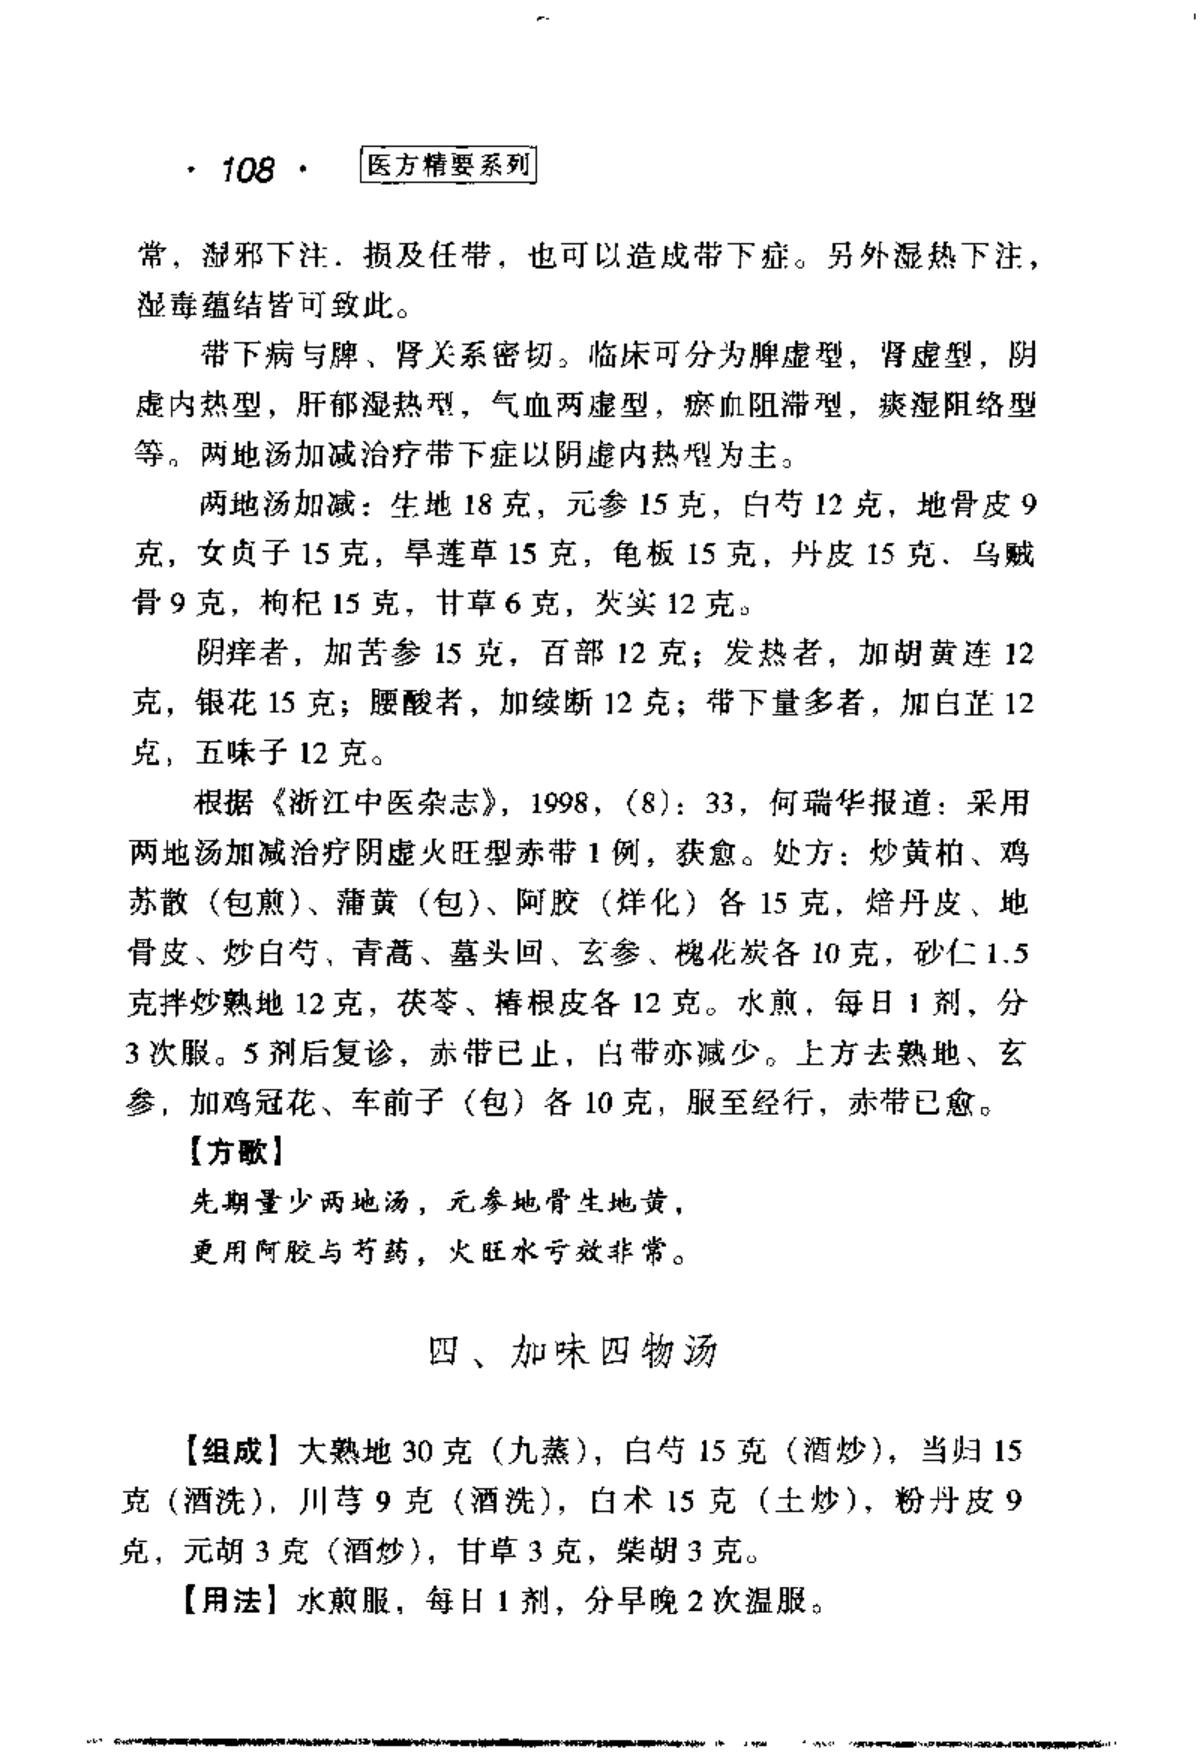 · 108 · 医方精要系列
常，湿邪下注．损及任带，也可以造成带下症。另外湿热下注，
湿毒蕴结皆可致此。
带下病与脾、肾关系密切。临床可分为脾虚型，肾虚型，阴
虚内热型，肝郁湿热型，气血两虚型，瘀血阻滞型，痰湿阻络型
等。两地汤加减治疗带下症以阴虚内热型为主。
两地汤加减：生地 18 克，元参 15 克，白芍 12 克，地骨皮 9
克，女贞子 15 克，旱莲草 15 克，龟板 15 克，丹皮 15 克、乌贼
骨 9 克，枸杞 15 克，甘草 6 克，芡实 12 克。
阴痒者，加苦参 15 克，百部 12 克；发热者，加胡黄连 12
克，银花 15 克；腰酸者，加续断 12 克；带下量多者，加白芷 12
克，五味子 12 克。
根据《浙江中医杂志》，1998，（8）：33，何瑞华报道：采用
两地汤加减治疗阴虚火旺型赤带 1 例，获愈。处方：炒黄柏、鸡
苏散（包煎）、蒲黄（包）、阿胶（烊化）各 15 克，焙丹皮、地
骨皮、炒白芍、青蒿、墓头回、玄参、槐花炭各 10 克，砂仁 1.5
克拌炒熟地 12 克，茯苓、椿根皮各 12 克。水煎，每日 1 剂，分
3 次服。5 剂后复诊，赤带已止，白带亦减少。上方去熟地、玄
参，加鸡冠花、车前子（包）各 10 克，服至经行，赤带已愈。
【方歌】
先期量少两地汤，元参地骨生地黄，
更用阿胶与芍药，火旺水亏效非常。
四、加味四物汤
【组成】大熟地 30 克（九蒸），白芍 15 克（酒炒），当归 15
克（酒洗），川芎 9 克（酒洗），白术 15 克（土炒），粉丹皮 9
克，元胡 3 克（酒炒），甘草 3 克，柴胡 3 克。
【用法】水煎服，每日 1 剂，分早晚 2 次温服。